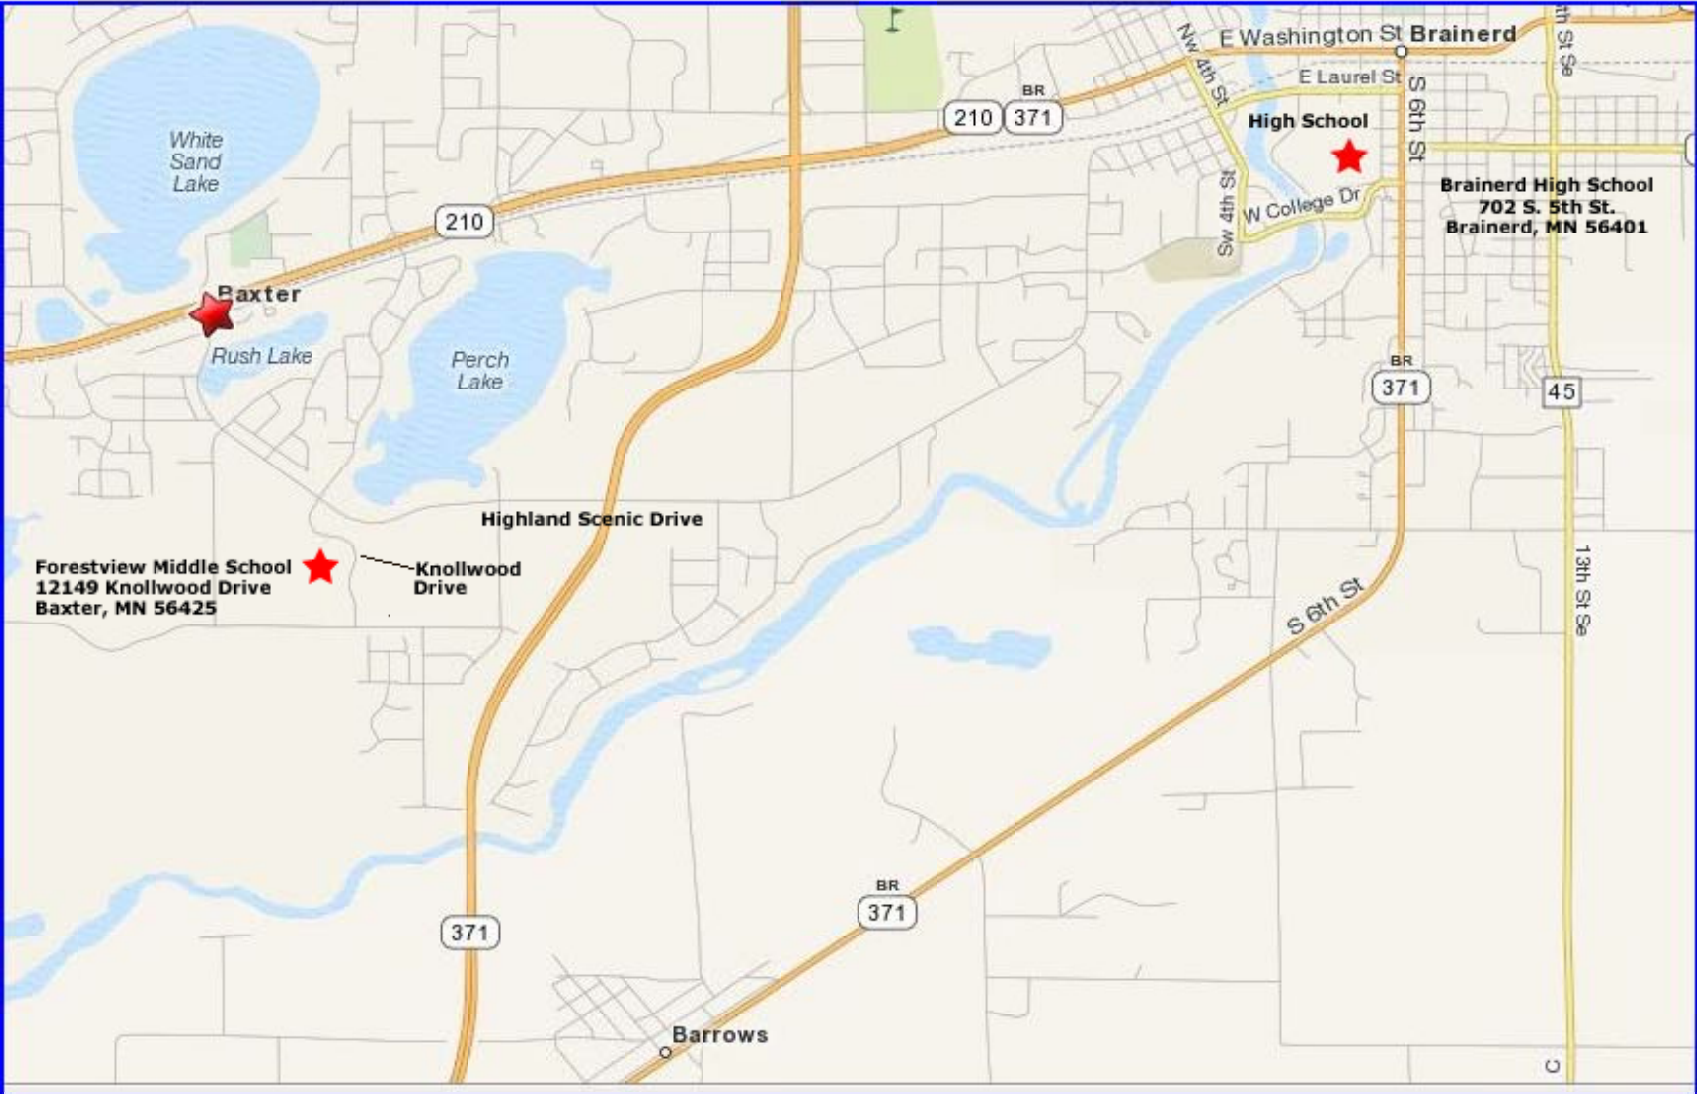 E Washington St
Brainerd
Nw 4th St
th St Se
E Laurel St
BR
210
371
S 6th St
High School
White
Sand
Lake
210
Sw 4th St
W College Dr
Brainerd High School
702 S. 5th St.
Brainerd, MN 56401
Baxter
Rush Lake
Perch
Lake
BR
371
45
Highland Scenic Drive
Forestview Middle School
12149 Knollwood Drive
Baxter, MN 56425
Knollwood
Drive
S 6th St
13th St Se
BR
371
371
Barrows
C